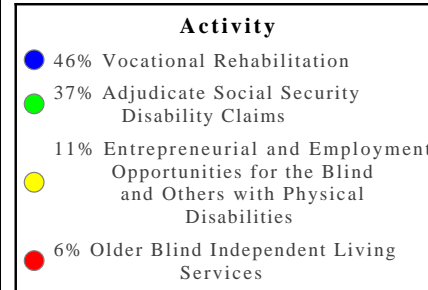 Activity
46% Vocational Rehabilitation
37% Adjudicate Social Security
Disability Claims
11% Entrepreneurial and Employment
Opportunities for the Blind
and Others with Physical
Disabilities
6% Older Blind Independent Living
Services